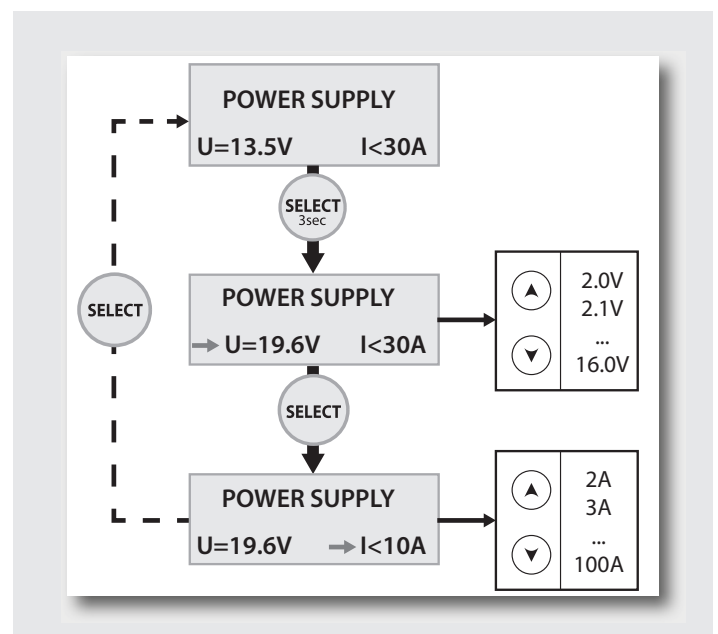 POWER SUPPLY
U=13.5V I<30A
SELECT
3sec
POWER SUPPLY
→ U=19.6V I<30A
2.0V
2.1V
...
16.0V
SELECT
SELECT
POWER SUPPLY
U=19.6V → I<10A
2A
3A
...
100A